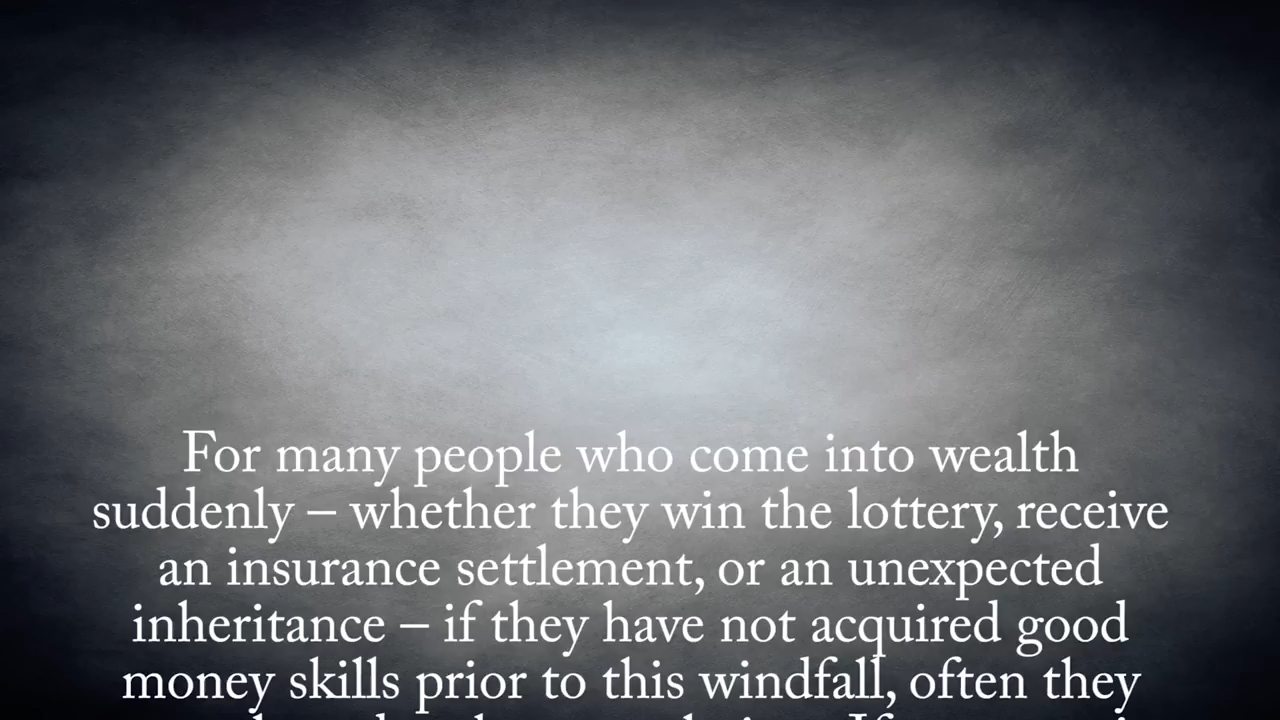 For many people who come into wealth
suddenly – whether they win the lottery, receive
an insurance settlement, or an unexpected
inheritance – if they have not acquired good
money skills prior to this windfall, often they